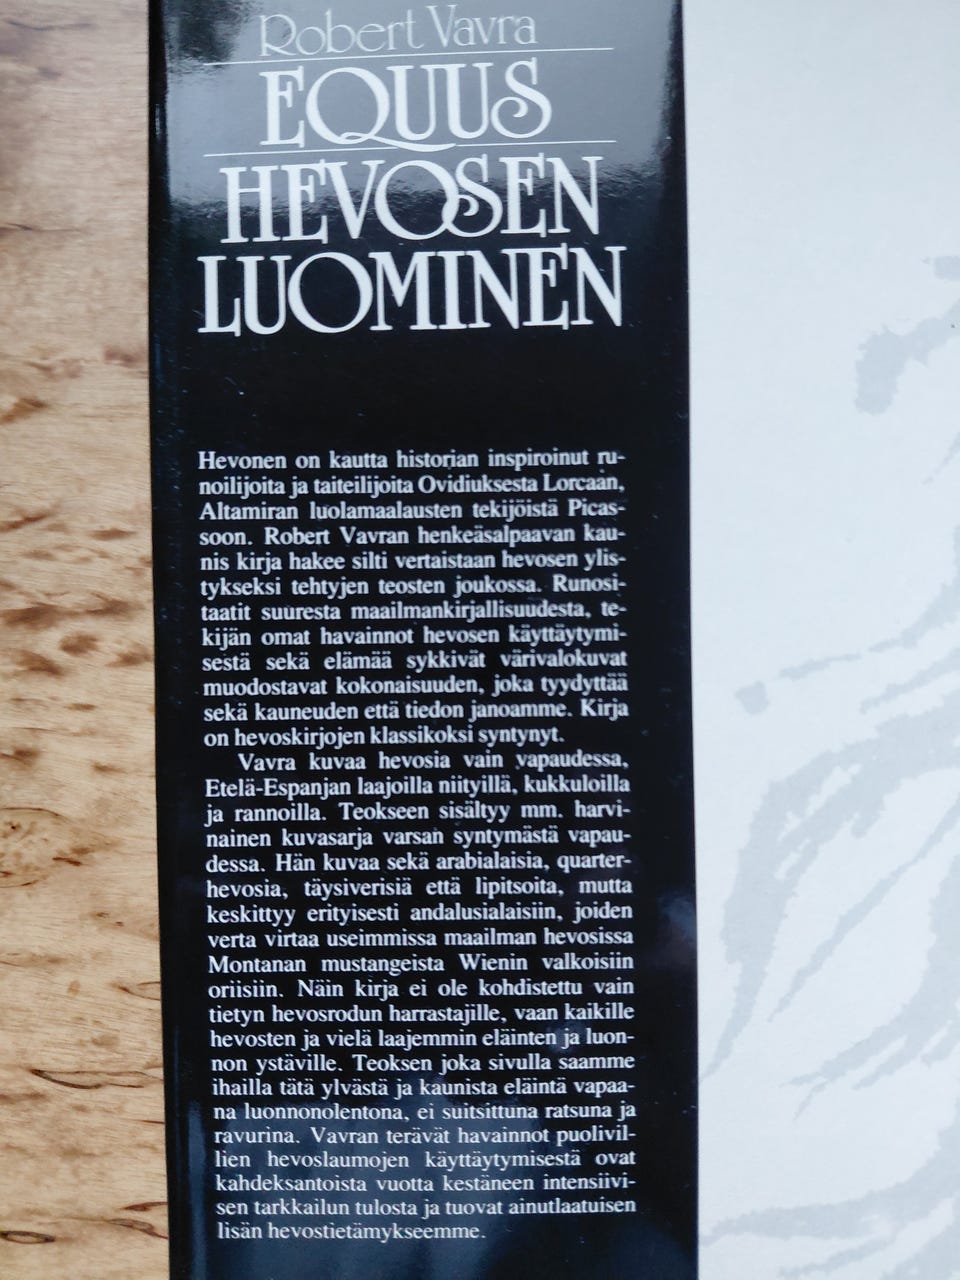 Robert Vavra
EQUUS
HEVOSEN
LUOMINEN
Hevonen on kautta historian inspiroinut ru-
noilijoita ja taiteilijoita Ovidiuksesta Lorcaan,
Altamiran luolamaalausten tekijöistä Picas-
soon. Robert Vavran henkeäsalpaavan kau-
nis kirja hakee silti vertaistaan hevosen ylis-
tykseksi tehtyjen teosten joukossa. Runosi-
taatit suuresta maailmankirjallisuudesta, te-
kijän omat havainnot hevosen käyttäytymi-
sestä sekä elämää sykkivät värivalokuvat
muodostavat kokonaisuuden, joka tyydyttää
sekä kauneuden että tiedon janoamme. Kirja
on hevoskirjojen klassikoksi syntynyt.
Vavra kuvaa hevosia vain vapaudessa,
Etelä-Espanjan laajoilla niityillä, kukkuloilla
ja rannoilla. Teokseen sisältyy mm. harvi-
nainen kuvasarja varsan syntymästä vapau-
dessa. Hän kuvaa sekä arabialaisia, quarter-
hevosia, täysiverisiä että lipitsoita, mutta
keskittyy erityisesti andalusialaisiin, joiden
verta virtaa useimmissa maailman hevosissa
Montanan mustangeista Wienin valkoisiin
oriisiin. Näin kirja ei ole kohdistettu vain
tietyn hevosrodun harrastajille, vaan kaikille
hevosten ja vielä laajemmin eläinten ja luon-
non ystäville. Teoksen joka sivulla saamme
ihailla tätä ylvästä ja kaunista eläintä vapaa-
na luonnonolentona, ei suitsittuna ratsuna ja
ravurina. Vavran terävät havainnot puolivil-
lien hevoslaumojen käyttäytymisestä ovat
kahdeksantoista vuotta kestäneen intensiivi-
sen tarkkailun tulosta ja tuovat ainutlaatuisen
lisän hevostietämykseemme.